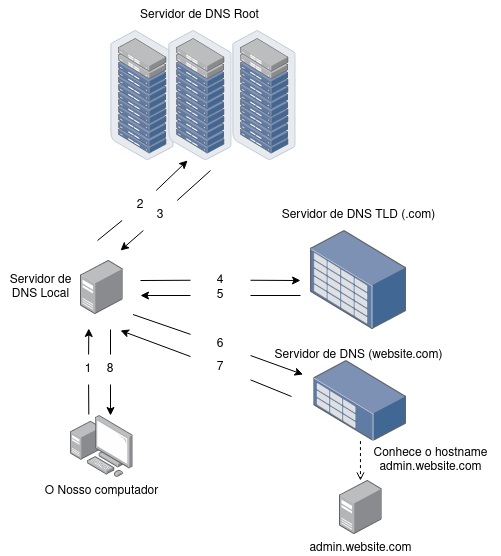 Servidor de DNS Root
2
3
Servidor de DNS TLD (.com)
Servidor de
DNS Local
4
5
6
7
Servidor de DNS (website.com)
1
8
Conhece o hostname
admin.website.com
O Nosso computador
admin.website.com